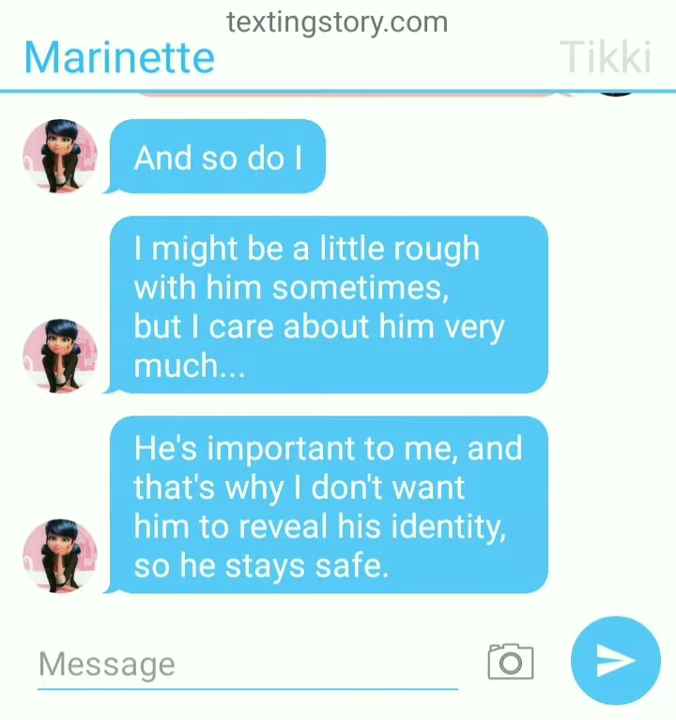 textingstory.com
Marinette
Tikki
And so do I
I might be a little rough
with him sometimes,
but I care about him very
much...
He's important to me, and
that's why I don't want
him to reveal his identity,
so he stays safe.
Message